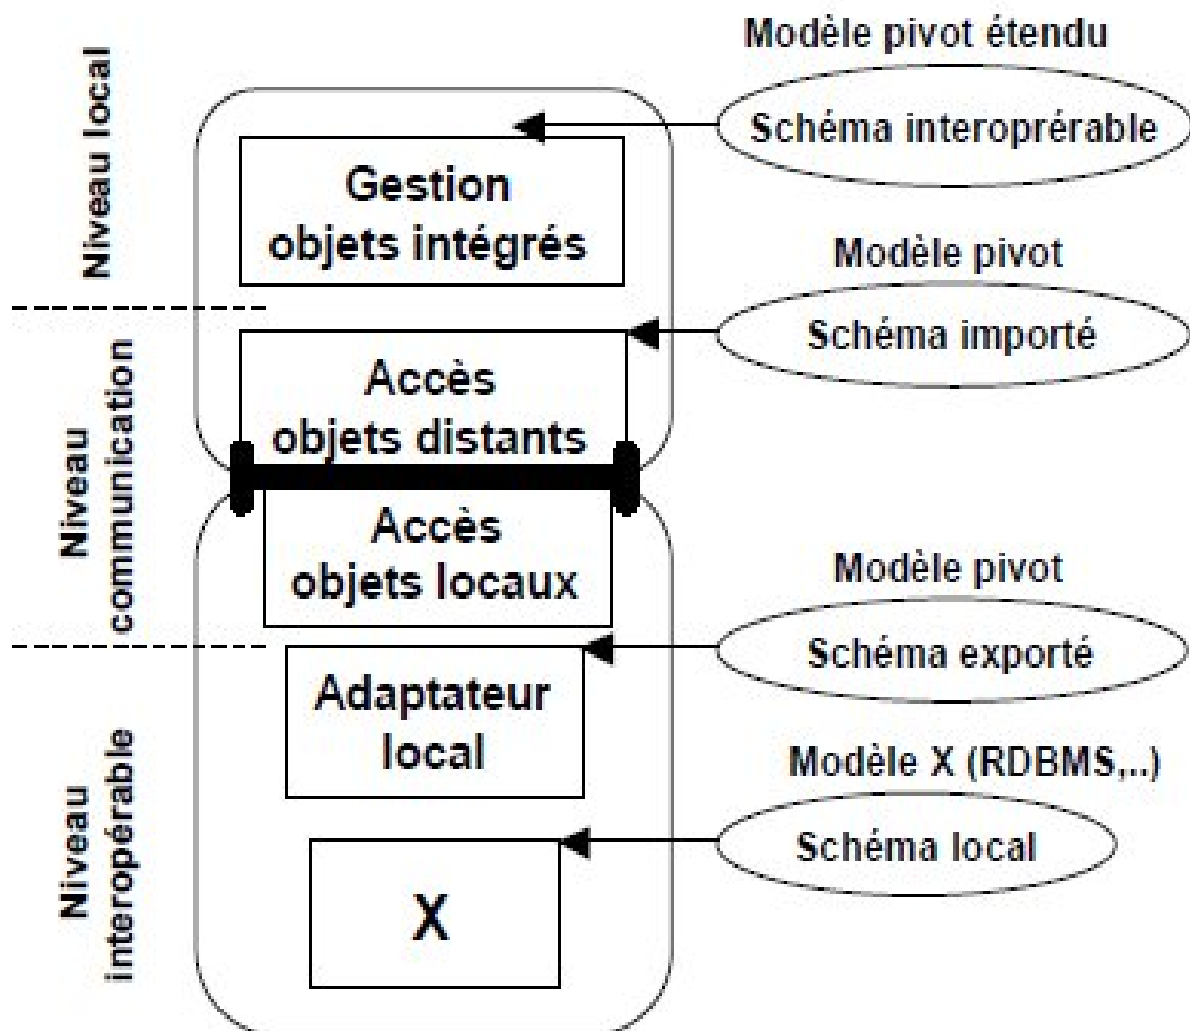 Modèle pivot étendu
Schéma interoprérable
Niveau local
Gestion
objets intégrés
Modèle pivot
Schéma importé
Niveau
communication
Accès
objets distants
Accès
objets locaux
Modèle pivot
Schéma exporté
Niveau
interopérable
Adaptateur
local
Modèle X (RDBMS,..)
Schéma local
X